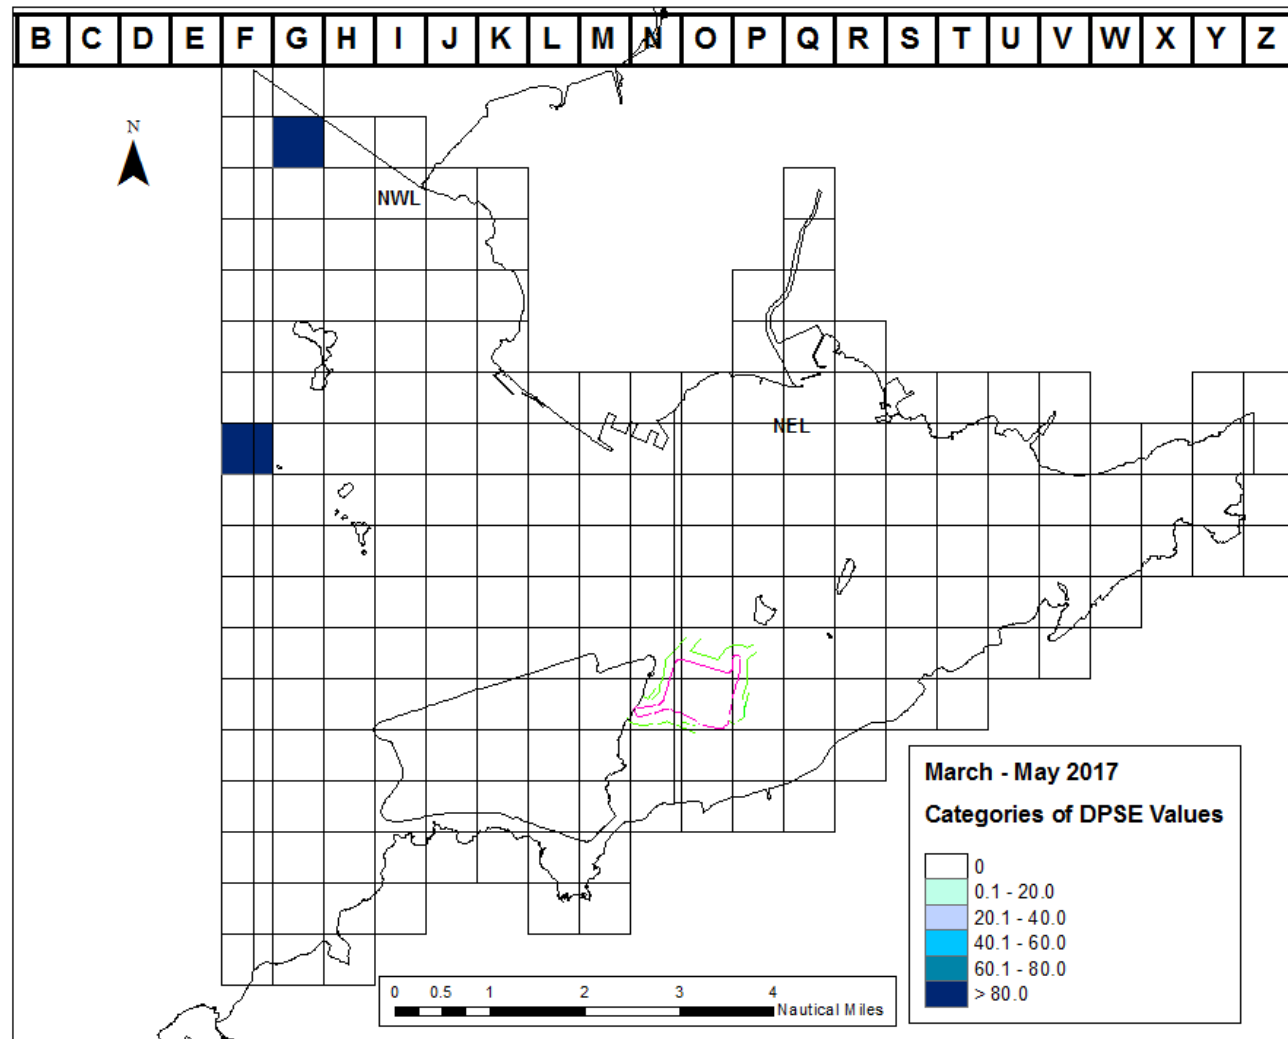 B C D E F G H I J K L M N O P Q R S T U V W X Y Z
N
NWL
NEL
March - May 2017
Categories of DPSE Values
0
0.1 - 20.0
20.1 - 40.0
40.1 - 60.0
60.1 - 80.0
> 80.0
0 0.5 1 2 3 4
Nautical Miles